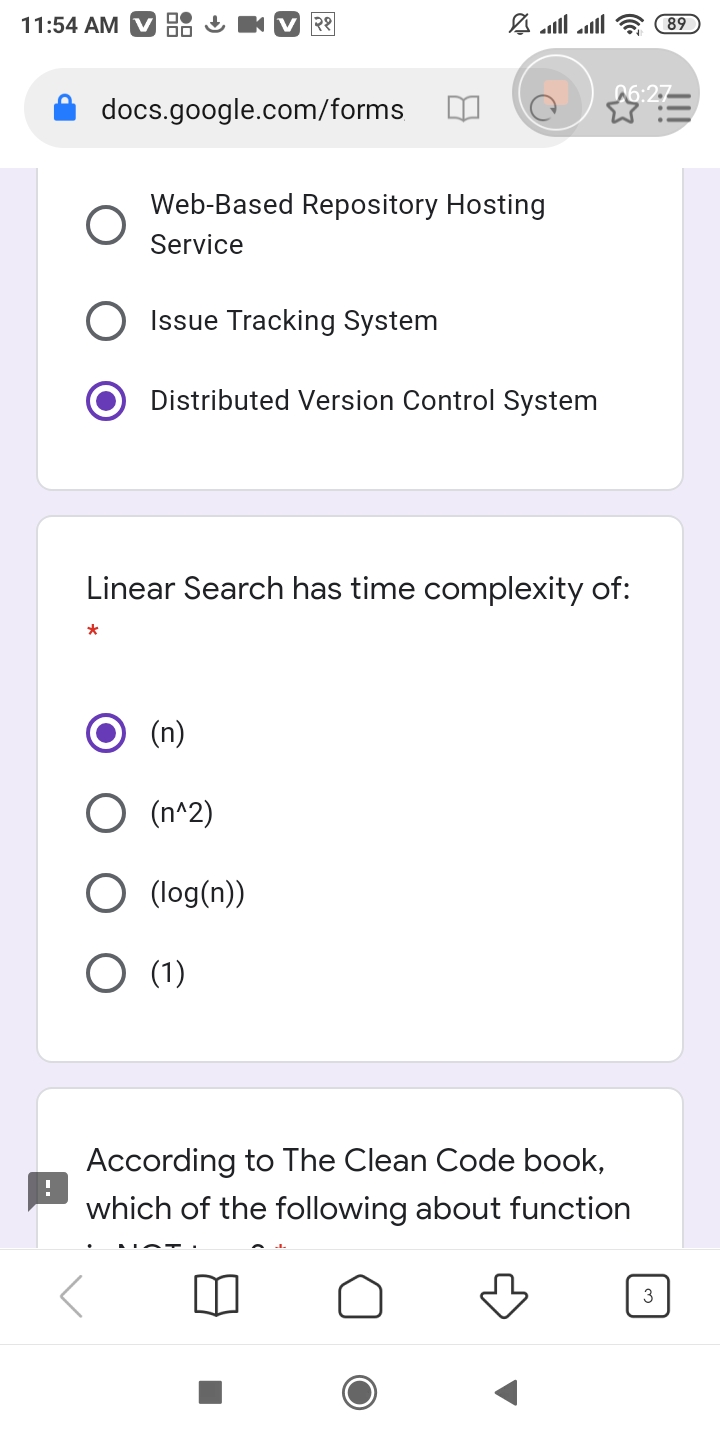 11:54 AM
२१
89
docs.google.com/forms
06:27
Web-Based Repository Hosting
Service
Issue Tracking System
Distributed Version Control System
Linear Search has time complexity of:
*
(n)
(n^2)
(log(n))
(1)
According to The Clean Code book,
which of the following about function
3